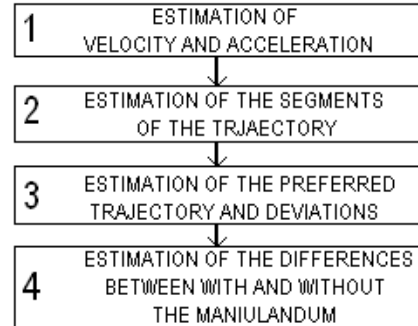 1 ESTIMATION OF
VELOCITY AND ACCELERATION
2 ESTIMATION OF THE SEGMENTS
OF THE TRJAECTORY
3 ESTIMATION OF THE PREFERRED
TRAJECTORY AND DEVIATIONS
4 ESTIMATION OF THE DIFFERENCES
BETWEEN WITH AND WITHOUT
THE MANIULANDUM